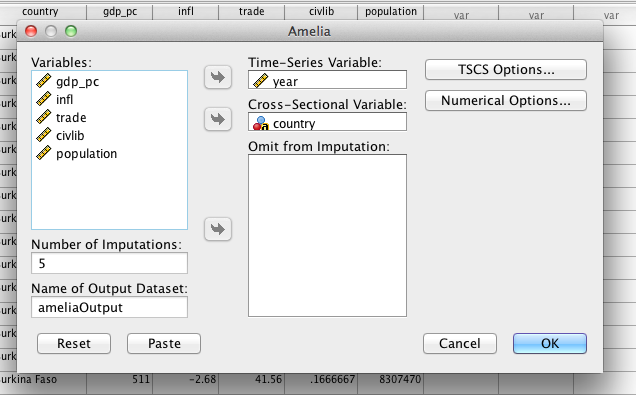 country gdp_pc infl trade civlib population var var var
Amelia
Variables:
gdp_pc
infl
trade
civlib
population
Number of Imputations:
5
Name of Output Dataset:
ameliaOutput
Time-Series Variable:
year
Cross-Sectional Variable:
country
Omit from Imputation:
TSCS Options...
Numerical Options...
Reset
Paste
Cancel
OK
urkina Faso 511 -2.68 41.56 .1666667 8307470